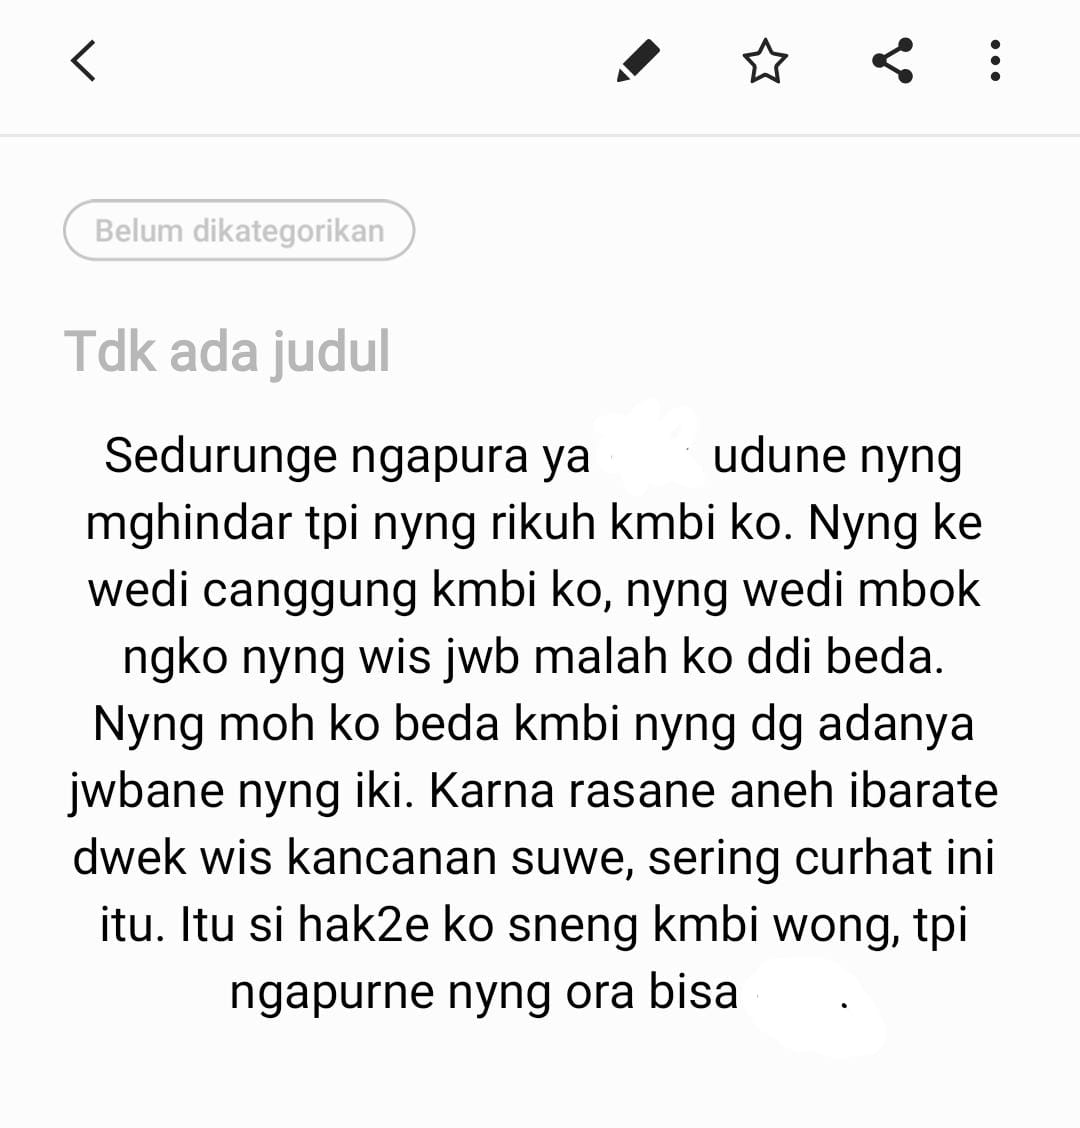 Belum dikategorikan
Tdk ada judul
Sedurunge ngapura ya udune nyng
mghindar tpi nyng rikuh kmbi ko. Nyng ke
wedi canggung kmbi ko, nyng wedi mbok
ngko nyng wis jwb malah ko ddi beda.
Nyng moh ko beda kmbi nyng dg adanya
jwbane nyng iki. Karna rasane aneh ibarate
dwek wis kancanan suwe, sering curhat ini
itu. Itu si hak2e ko sneng kmbi wong, tpi
ngapurne nyng ora bisa .